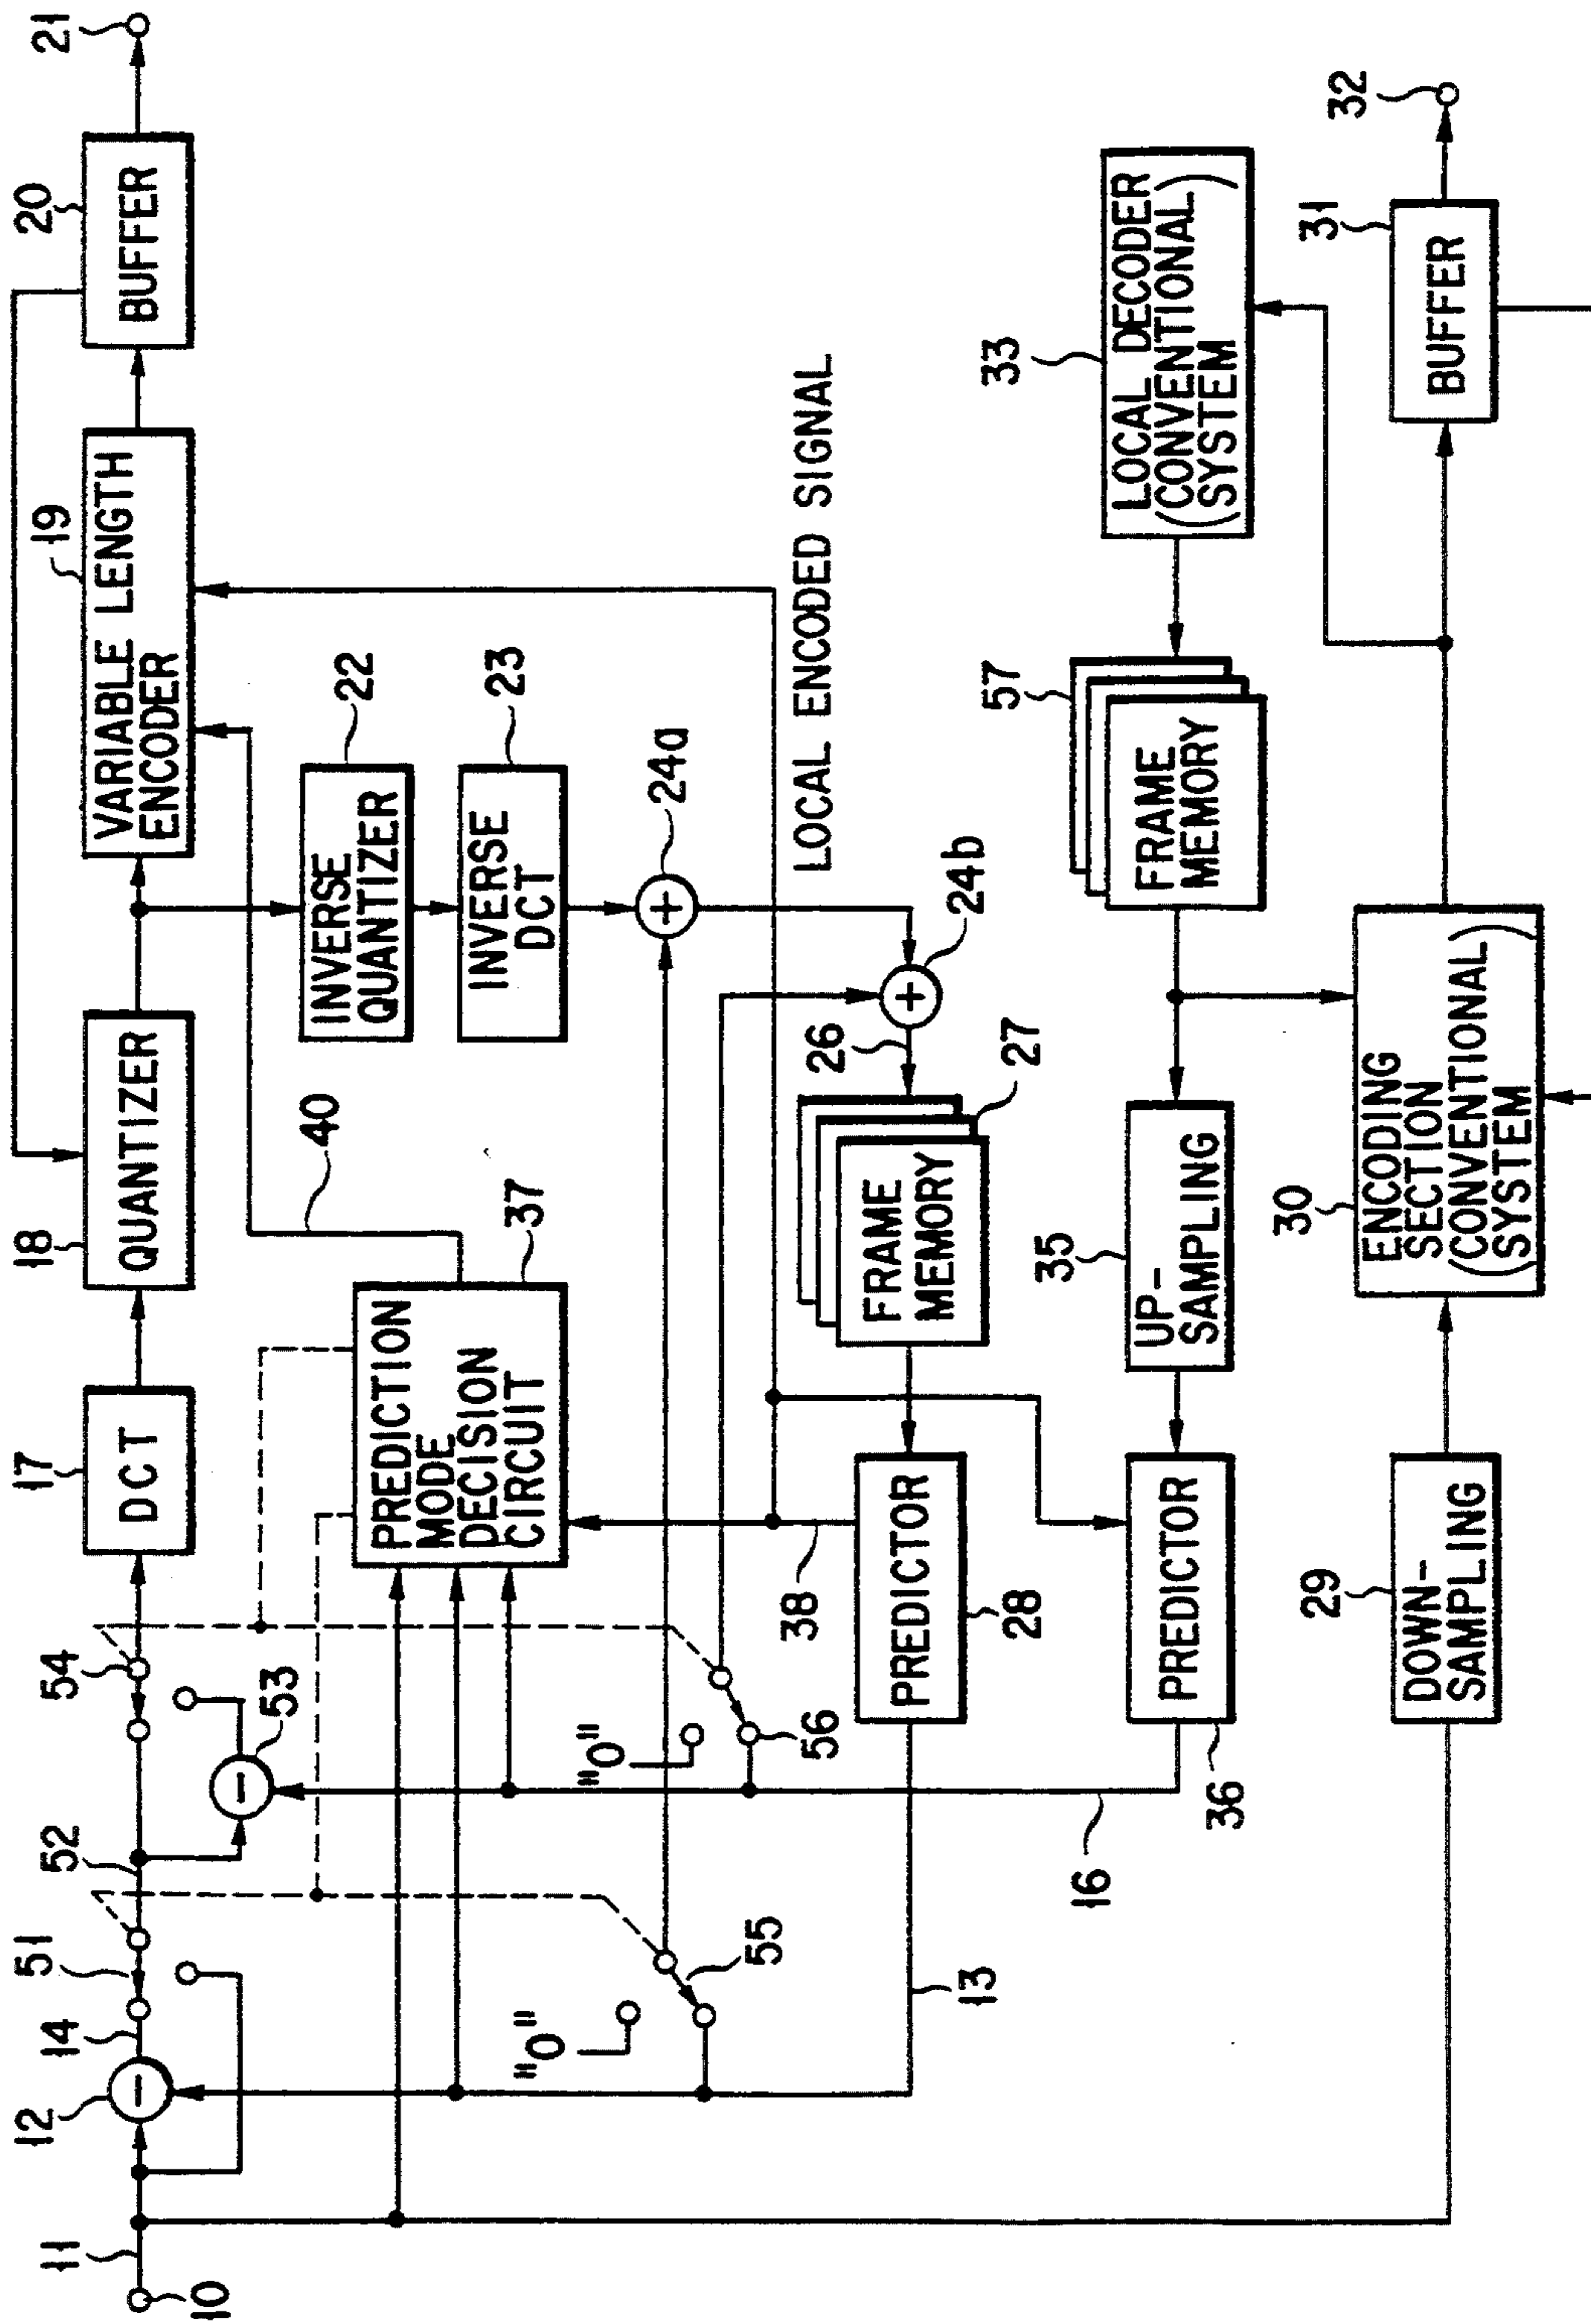 10
11
12
14
51
52
53
54
17
DCT
18
QUANTIZER
19
VARIABLE LENGTH
ENCODER
20
BUFFER
21
40
PREDICTION
MODE
DECISION
CIRCUIT
37
INVERSE
QUANTIZER
22
INVERSE
DCT
23
24a
"0"
55
"0"
56
38
13
PREDICTOR
28
FRAME
MEMORY
27
26
24b
LOCAL ENCODED SIGNAL
16
PREDICTOR
36
35
UP-
SAMPLING
57
FRAME
MEMORY
33
LOCAL DECODER
(CONVENTIONAL
SYSTEM)
29
DOWN-
SAMPLING
30
ENCODING
SECTION
(CONVENTIONAL
SYSTEM)
31
BUFFER
32